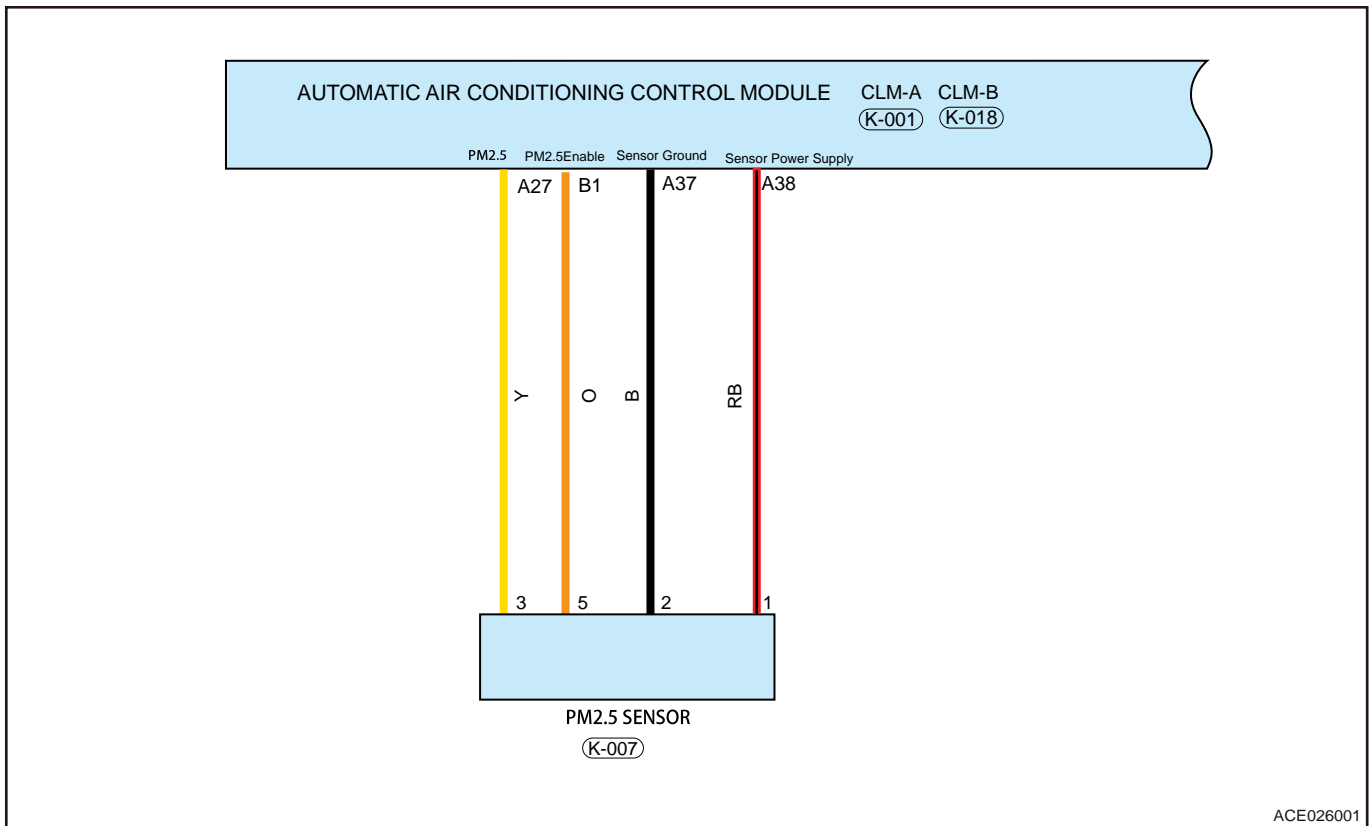 AUTOMATIC AIR CONDITIONING CONTROL MODULE CLM-A CLM-B
K-001 K-018
PM2.5 PM2.5Enable Sensor Ground Sensor Power Supply
A27 B1 A37 A38
Y O B RB
3 5 2 1
PM2.5 SENSOR
K-007
ACE026001